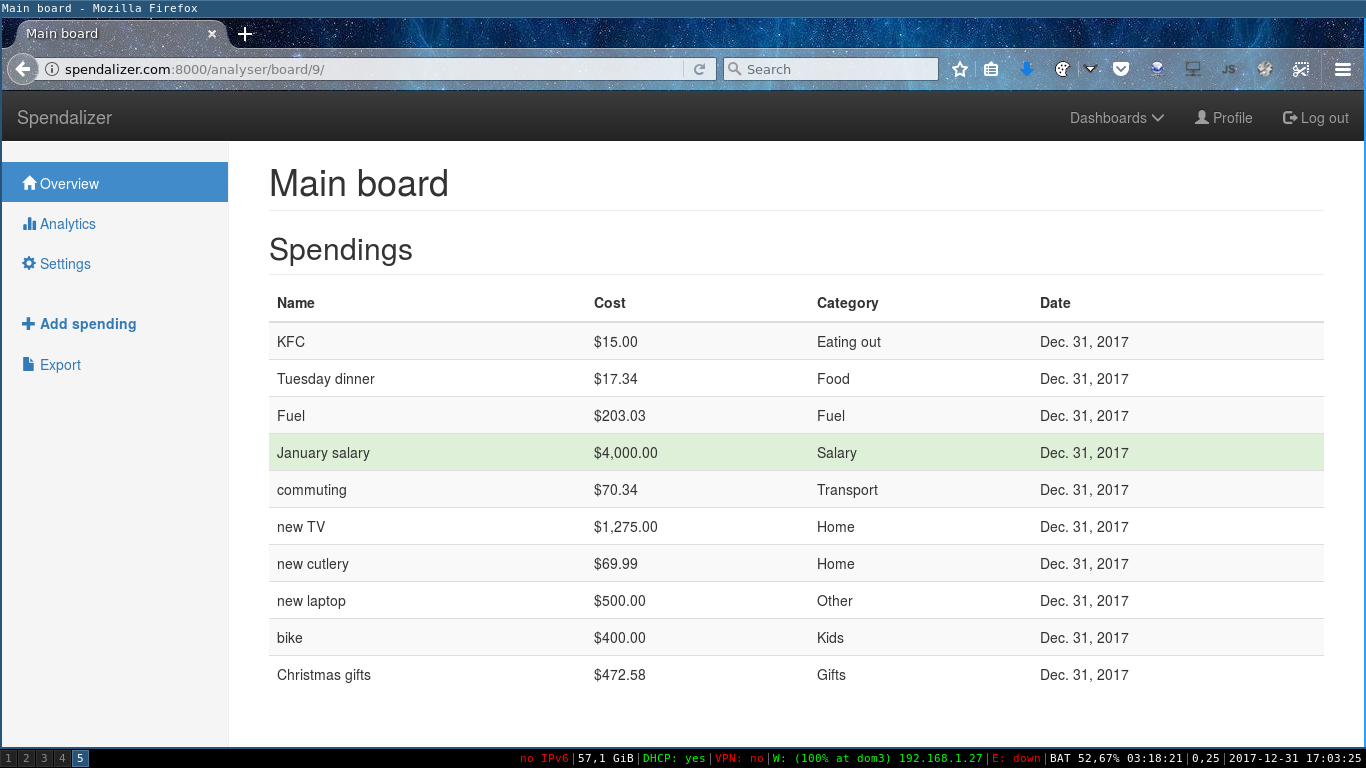 Main board - Mozilla Firefox
Main board ×
spendalizer.com:8000/analyser/board/9/ Search JS
Spendalizer Dashboards Profile Log out
Overview
Analytics
Settings
Add spending
Export
Main board
Spendings
Name Cost Category Date
KFC $15.00 Eating out Dec. 31, 2017
Tuesday dinner $17.34 Food Dec. 31, 2017
Fuel $203.03 Fuel Dec. 31, 2017
January salary $4,000.00 Salary Dec. 31, 2017
commuting $70.34 Transport Dec. 31, 2017
new TV $1,275.00 Home Dec. 31, 2017
new cutlery $69.99 Home Dec. 31, 2017
new laptop $500.00 Other Dec. 31, 2017
bike $400.00 Kids Dec. 31, 2017
Christmas gifts $472.58 Gifts Dec. 31, 2017
1 2 3 4 5 no IPv6|57,1 GiB|DHCP: yes|VPN: no|W: (100% at dom3) 192.168.1.27|E: down|BAT 52,67% 03:18:21|0,25|2017-12-31 17:03:25